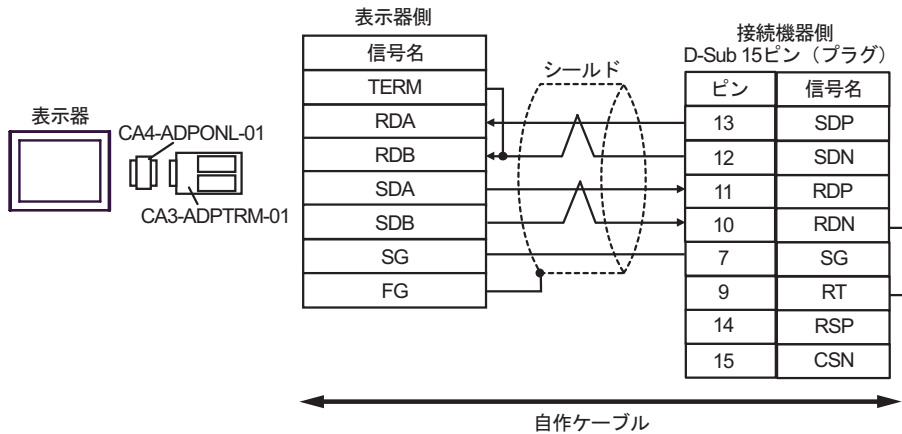 表示器側
接続機器側
D-Sub 15ピン（プラグ）
信号名
シールド
ピン 信号名
TERM
表示器
CA4-ADPONL-01
CA3-ADPTRM-01
RDA
13 SDP
RDB
12 SDN
SDA
11 RDP
SDB
10 RDN
SG
7 SG
FG
9 RT
14 RSP
15 CSN
自作ケーブル